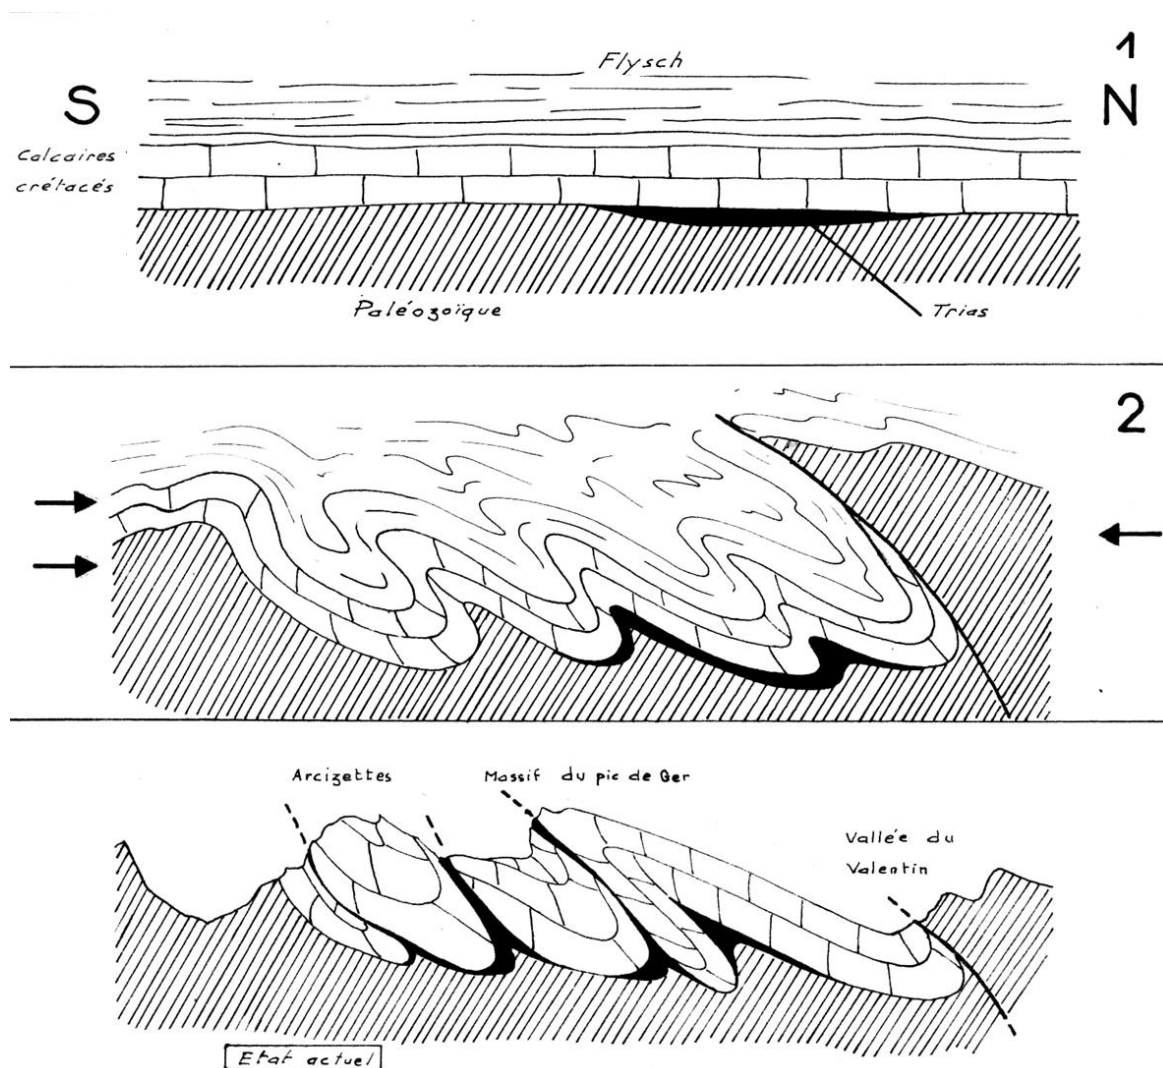 1
Flysch
S
N
Calcaires
crétacés
Paléozoïque
Trias
2
Arcizettes
Massif du pic de Ger
Vallée du
Valentin
Etat actuel